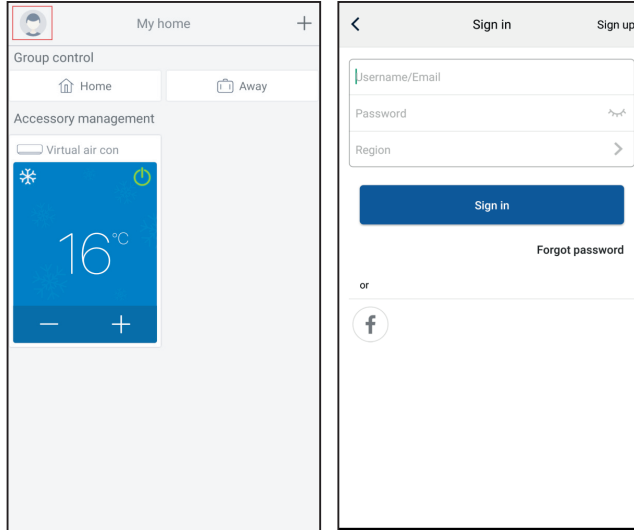 My home
+
Group control
Home
Away
Accessory management
Virtual air con
16°C
− +
Sign in
Sign up
Username/Email
Password
Region
Sign in
Forgot password
or
f